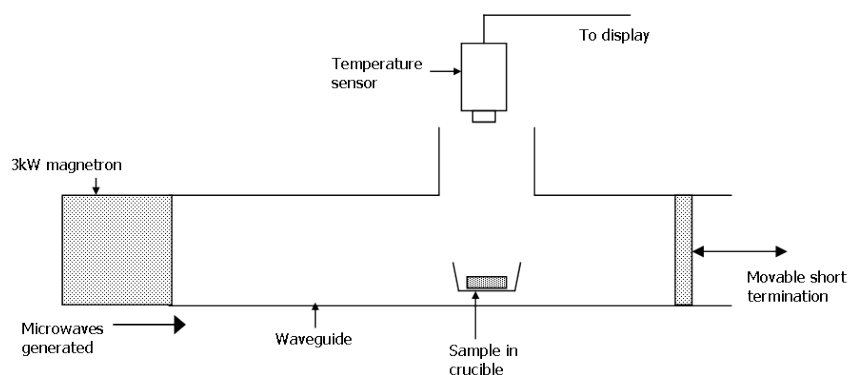 To display
Temperature
sensor
3kW magnetron
Movable short
termination
Microwaves
generated
Waveguide
Sample in
crucible